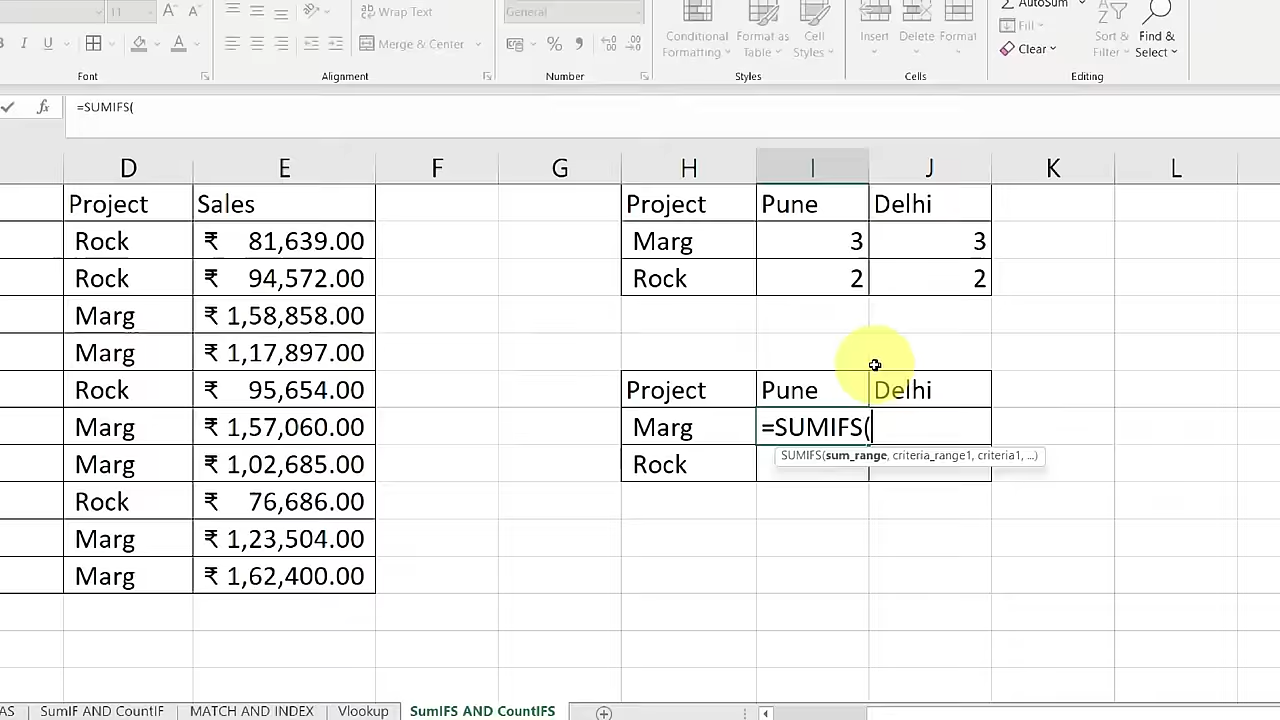 11 A A
Wrap Text
General
AutoSum
Fill
Clear
Conditional Formatting
Format as Table
Cell Styles
Insert
Delete
Format
Sort & Filter
Find & Select
I U A
Merge & Center
% ,
Font
Alignment
Number
Styles
Cells
Editing
fx =SUMIFS(
D E F G H I J K L
Project Sales Project Pune Delhi
Rock ₹ 81,639.00 Marg 3 3
Rock ₹ 94,572.00 Rock 2 2
Marg ₹ 1,58,858.00
Marg ₹ 1,17,897.00
Rock ₹ 95,654.00 Project Pune Delhi
Marg ₹ 1,57,060.00 Marg =SUMIFS(
SUMIFS(sum_range, criteria_range1, criteria1, ...)
Marg ₹ 1,02,685.00 Rock
Rock ₹ 76,686.00
Marg ₹ 1,23,504.00
Marg ₹ 1,62,400.00
SumIF AND CountIF MATCH AND INDEX Vlookup SumIFS AND CountIFS